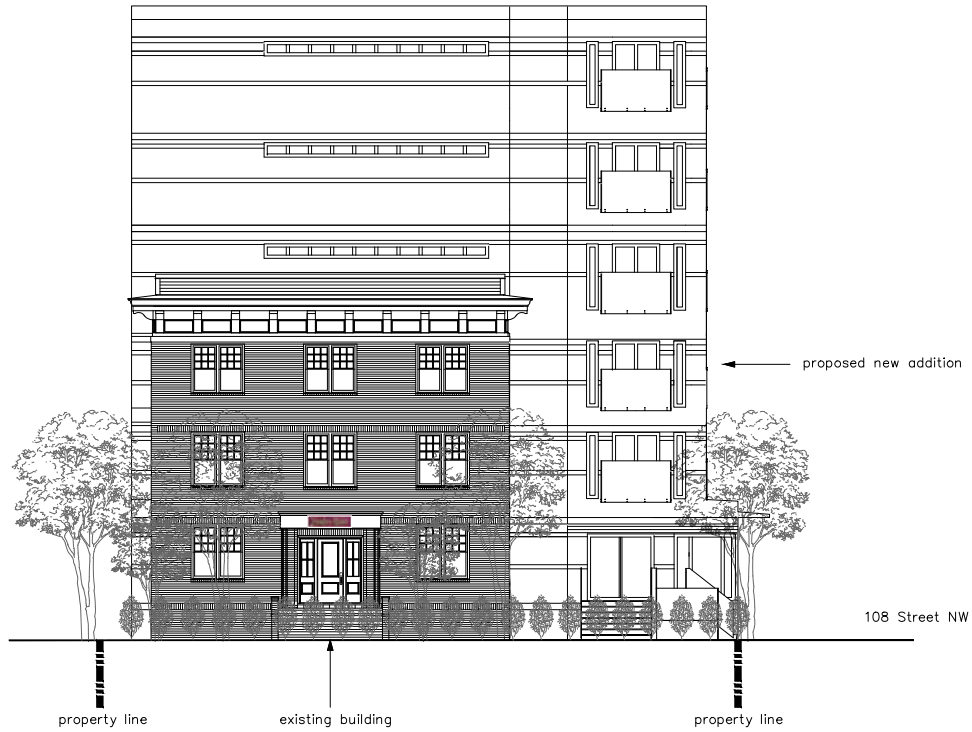 proposed new addition
108 Street NW
property line
existing building
property line